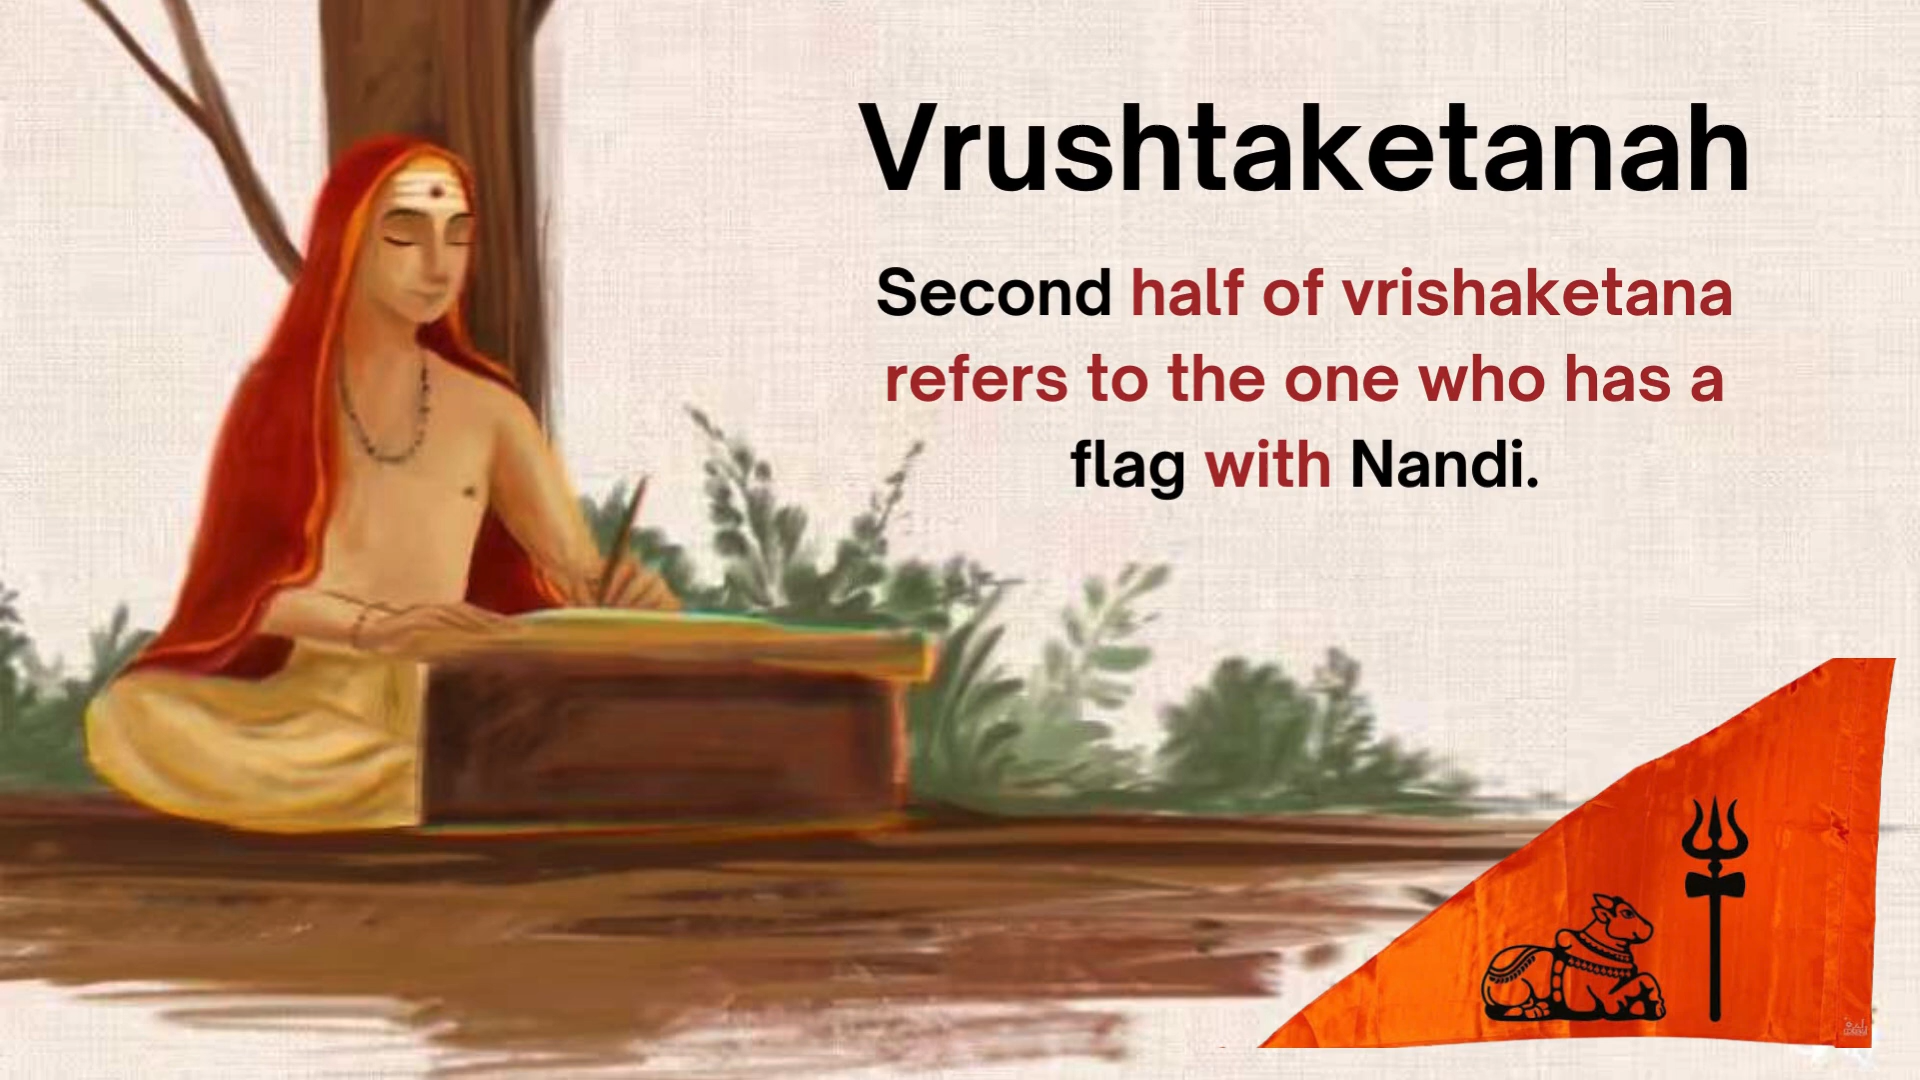 Vrushtaketanah
Second half of vrishaketana
refers to the one who has a
flag with Nandi.